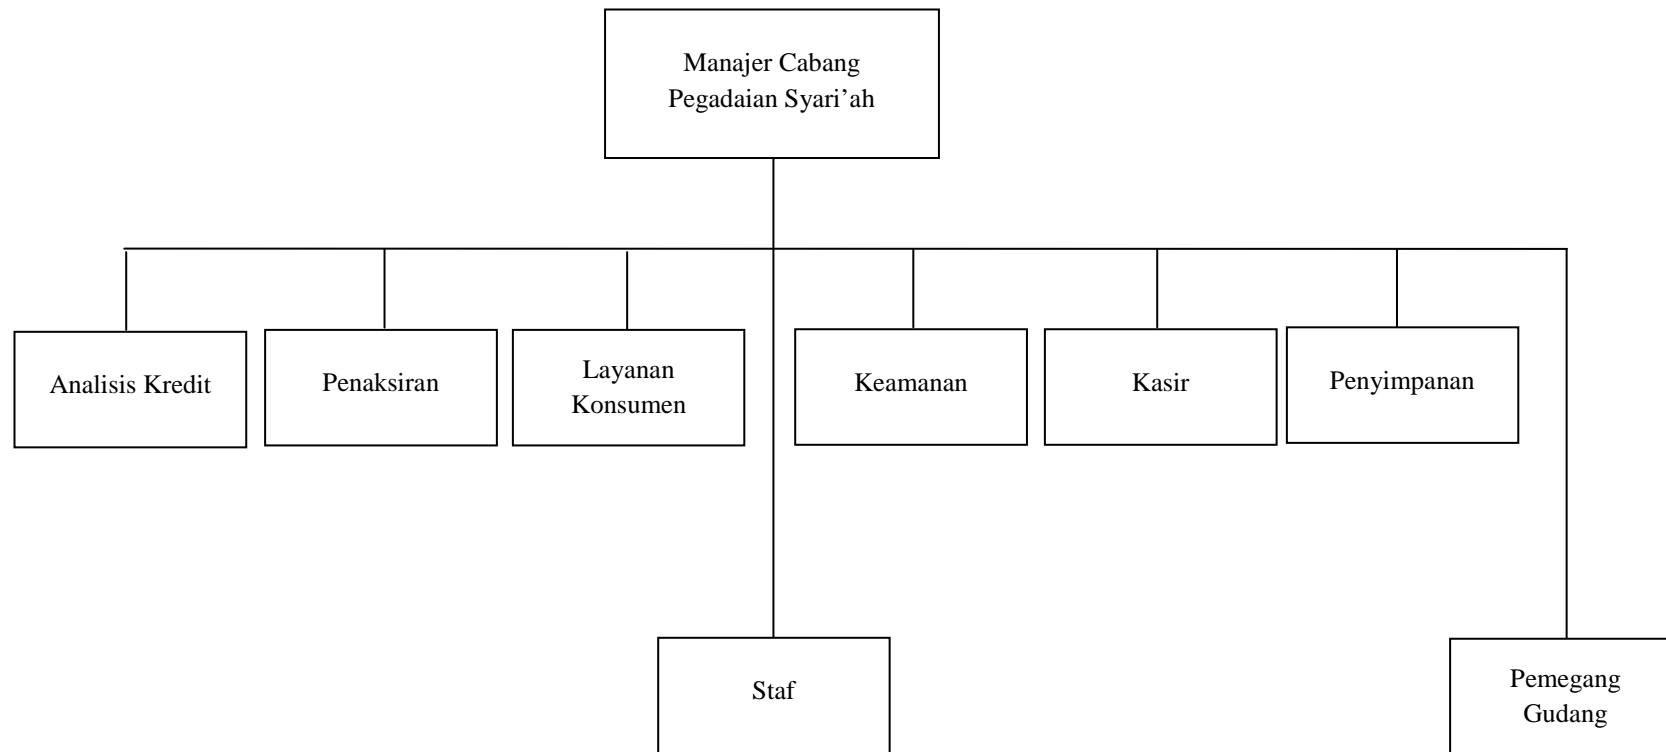 Manajer Cabang
Pegadaian Syari’ah
Analisis Kredit
Penaksiran
Layanan
Konsumen
Keamanan
Kasir
Penyimpanan
Staf
Pemegang
Gudang